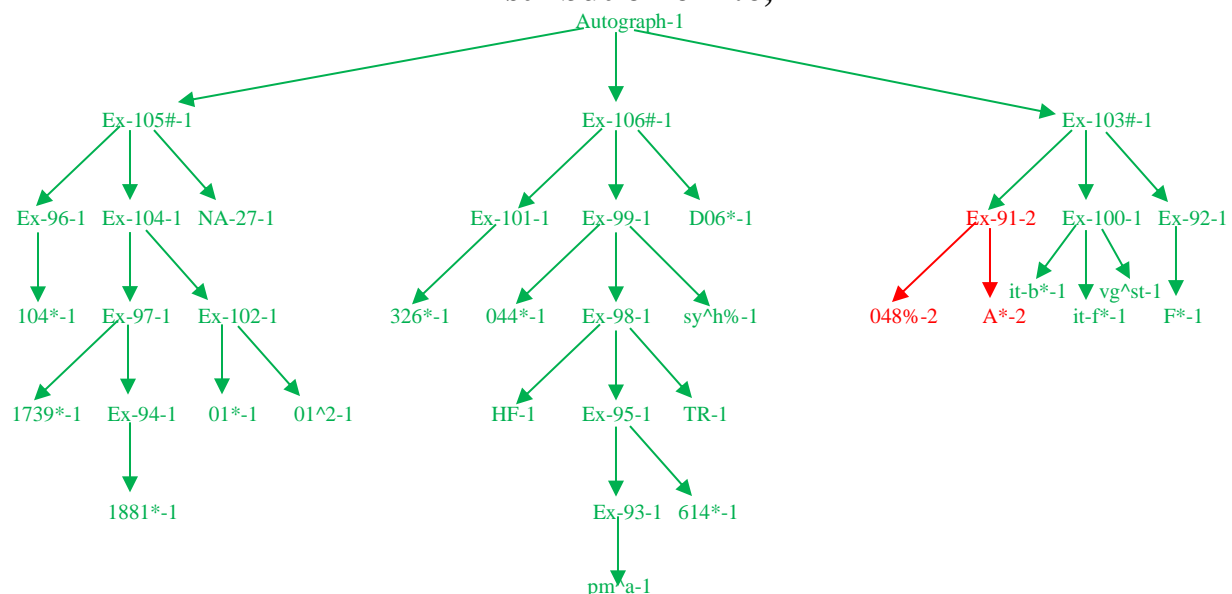 Autograph-1
Ex-105#-1 Ex-106#-1 Ex-103#-1
Ex-96-1 Ex-104-1 NA-27-1 Ex-101-1 Ex-99-1 D06*-1 Ex-91-2 Ex-100-1 Ex-92-1
it-b*-1 vg^st-1
104*-1 Ex-97-1 Ex-102-1 326*-1 044*-1 Ex-98-1 sy^h%-1 048%-2 A*-2 it-f*-1 F*-1
1739*-1 Ex-94-1 01*-1 01^2-1 HF-1 Ex-95-1 TR-1
1881*-1 Ex-93-1 614*-1
pm^a-1